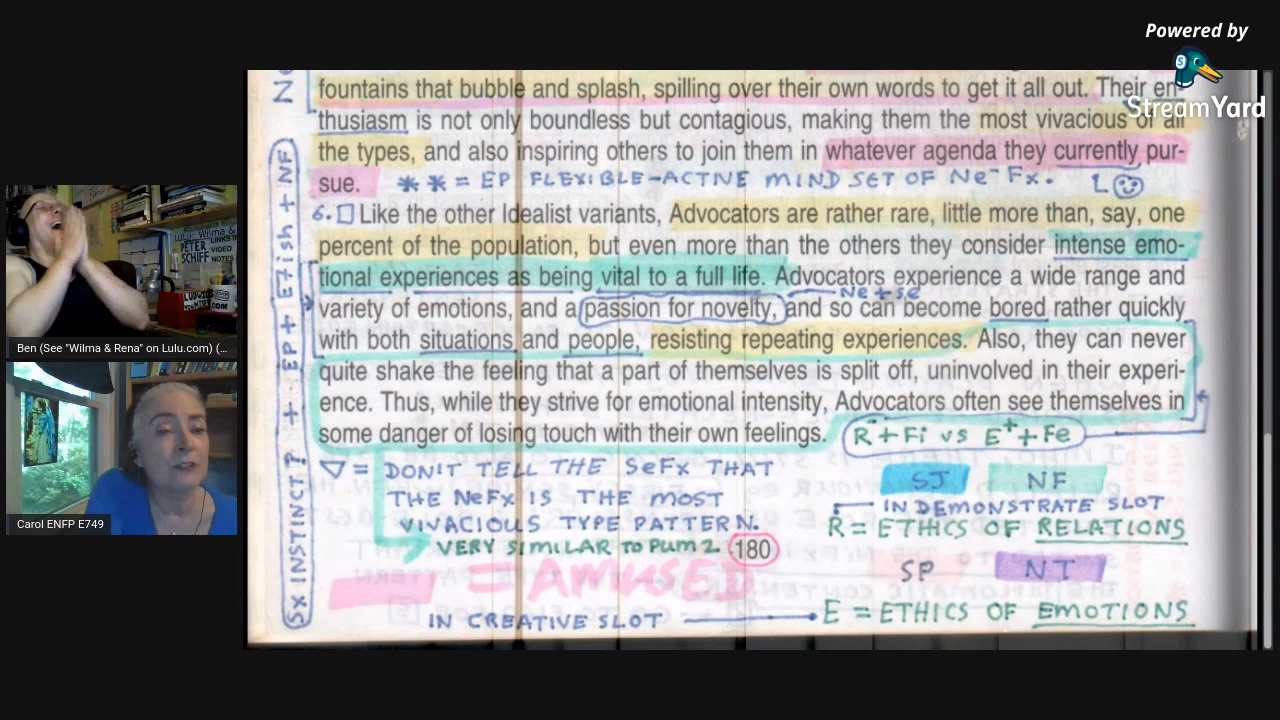 Powered by
StreamYard
fountains that bubble and splash, spilling over their own words to get it all out. Their en-
thusiasm is not only boundless but contagious, making them the most vivacious of all
the types, and also inspiring others to join them in whatever agenda they currently pur-
sue. ** = EP FLEXIBLE-ACTIVE MIND SET OF Ne⁻Fx.
6. Like the other Idealist variants, Advocators are rather rare, little more than, say, one
percent of the population, but even more than the others they consider intense emo-
tional experiences as being vital to a full life. Advocators experience a wide range and
Ne + Se
variety of emotions, and a passion for novelty, and so can become bored rather quickly
with both situations and people, resisting repeating experiences. Also, they can never
quite shake the feeling that a part of themselves is split off, uninvolved in their experi-
ence. Thus, while they strive for emotional intensity, Advocators often see themselves in
some danger of losing touch with their own feelings. R⁻+Fi vs E⁺+Fe
∇ = DON'T TELL THE SeFx THAT
THE NeFx IS THE MOST
VIVACIOUS TYPE PATTERN.
VERY SIMILAR TO PUM 2. 180
= AMUSED
IN CREATIVE SLOT
SJ NF
IN DEMONSTRATE SLOT
R = ETHICS OF RELATIONS
SP NT
E = ETHICS OF EMOTIONS
Sx INSTINCT? + EP + E7ish + NF
Ne
Ben (See "Wilma & Rena" on Lulu.com) (...
Carol ENFP E749
PETER
SCHIFF